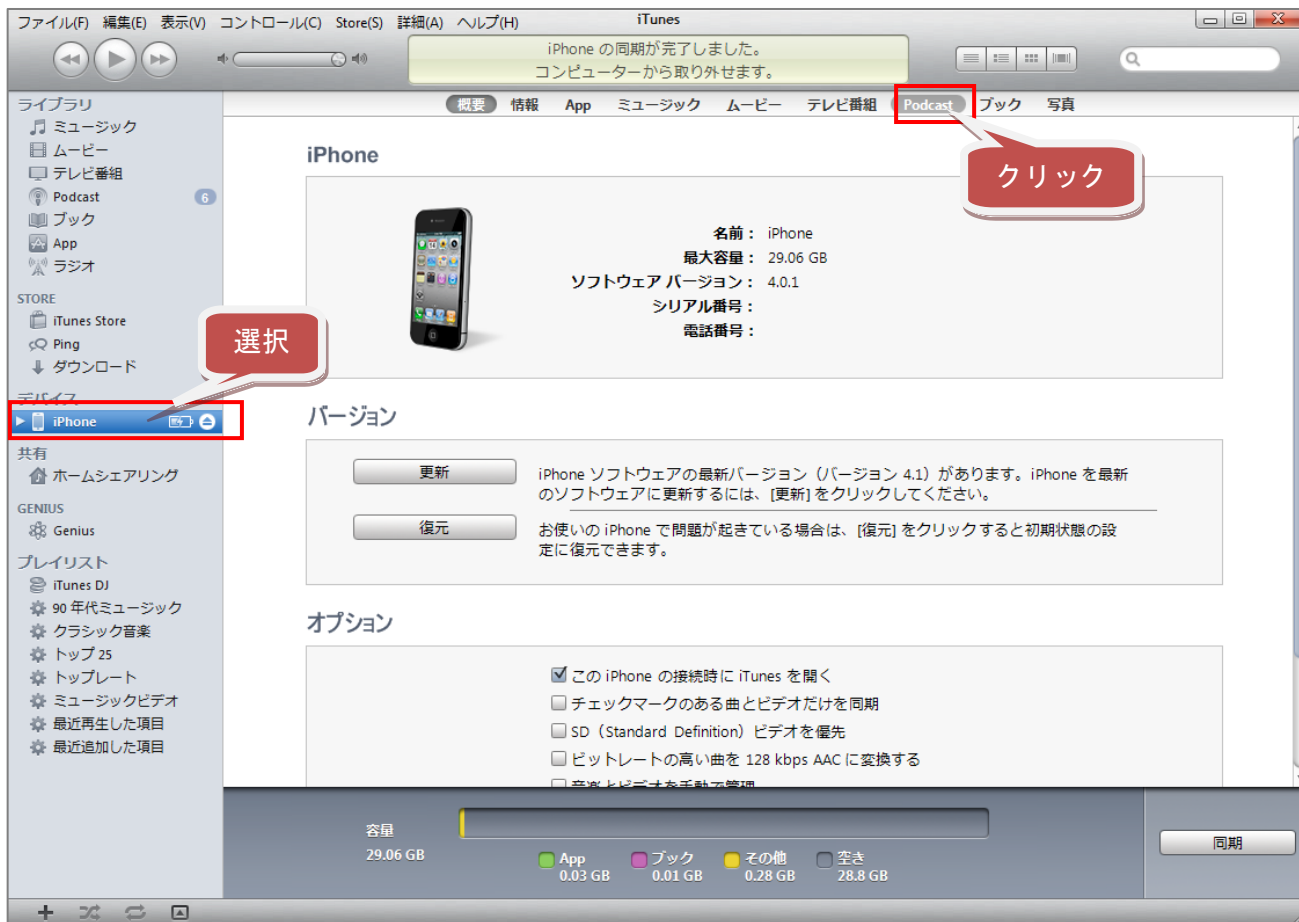 ファイル(F) 編集(E) 表示(V) コントロール(C) Store(S) 詳細(A) ヘルプ(H)
iTunes
iPhone の同期が完了しました。
コンピューターから取り外せます。
概要 情報 App ミュージック ムービー テレビ番組 Podcast ブック 写真
クリック
ライブラリ
ミュージック
ムービー
テレビ番組
Podcast 6
ブック
App
ラジオ
STORE
iTunes Store
Ping
ダウンロード
選択
デバイス
iPhone
共有
ホームシェアリング
GENIUS
Genius
プレイリスト
iTunes DJ
90 年代ミュージック
クラシック音楽
トップ 25
トップレート
ミュージックビデオ
最近再生した項目
最近追加した項目
iPhone
名前： iPhone
最大容量： 29.06 GB
ソフトウェア バージョン： 4.0.1
シリアル番号：
電話番号：
バージョン
更新
iPhone ソフトウェアの最新バージョン（バージョン 4.1）があります。iPhone を最新
のソフトウェアに更新するには、[更新] をクリックしてください。
復元
お使いの iPhone で問題が起きている場合は、[復元] をクリックすると初期状態の設
定に復元できます。
オプション
この iPhone の接続時に iTunes を開く
チェックマークのある曲とビデオだけを同期
SD（Standard Definition）ビデオを優先
ビットレートの高い曲を 128 kbps AAC に変換する
音楽とビデオを手動で管理
容量
29.06 GB
App
0.03 GB
ブック
0.01 GB
その他
0.28 GB
空き
28.8 GB
同期